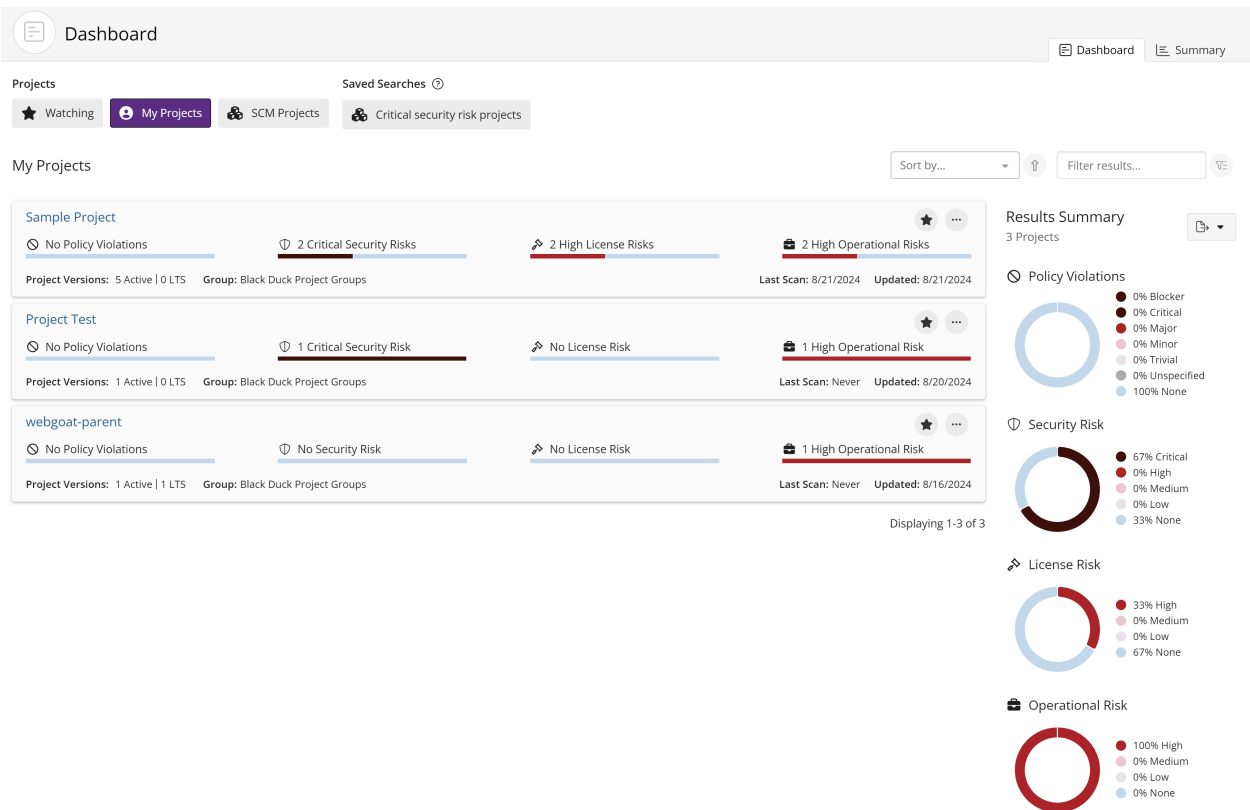 Dashboard
Dashboard
Summary
Projects
Saved Searches ?
Watching
My Projects
SCM Projects
Critical security risk projects
My Projects
Sort by...
Filter results...
Sample Project
No Policy Violations
2 Critical Security Risks
2 High License Risks
2 High Operational Risks
Project Versions: 5 Active | 0 LTS Group: Black Duck Project Groups
Last Scan: 8/21/2024 Updated: 8/21/2024
Project Test
No Policy Violations
1 Critical Security Risk
No License Risk
1 High Operational Risk
Project Versions: 1 Active | 0 LTS Group: Black Duck Project Groups
Last Scan: Never Updated: 8/20/2024
webgoat-parent
No Policy Violations
No Security Risk
No License Risk
1 High Operational Risk
Project Versions: 1 Active | 1 LTS Group: Black Duck Project Groups
Last Scan: Never Updated: 8/16/2024
Displaying 1-3 of 3
Results Summary
3 Projects
Policy Violations
0% Blocker
0% Critical
0% Major
0% Minor
0% Trivial
0% Unspecified
100% None
Security Risk
67% Critical
0% High
0% Medium
0% Low
33% None
License Risk
33% High
0% Medium
0% Low
67% None
Operational Risk
100% High
0% Medium
0% Low
0% None